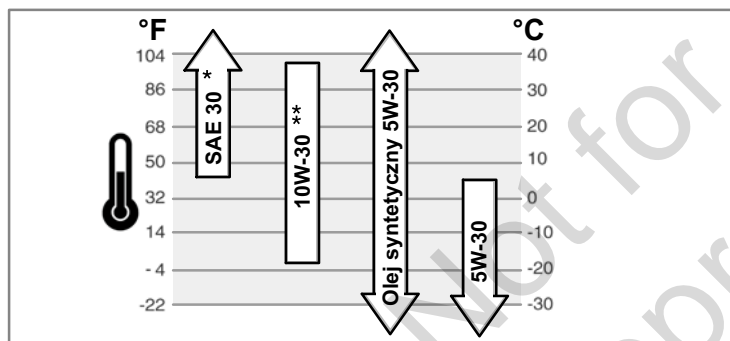 °F °C
104 40
86 30
68 20
50 10
32 0
14 -10
- 4 -20
-22 -30
SAE 30 *
10W-30 **
Olej syntetyczny 5W-30
5W-30
Not for